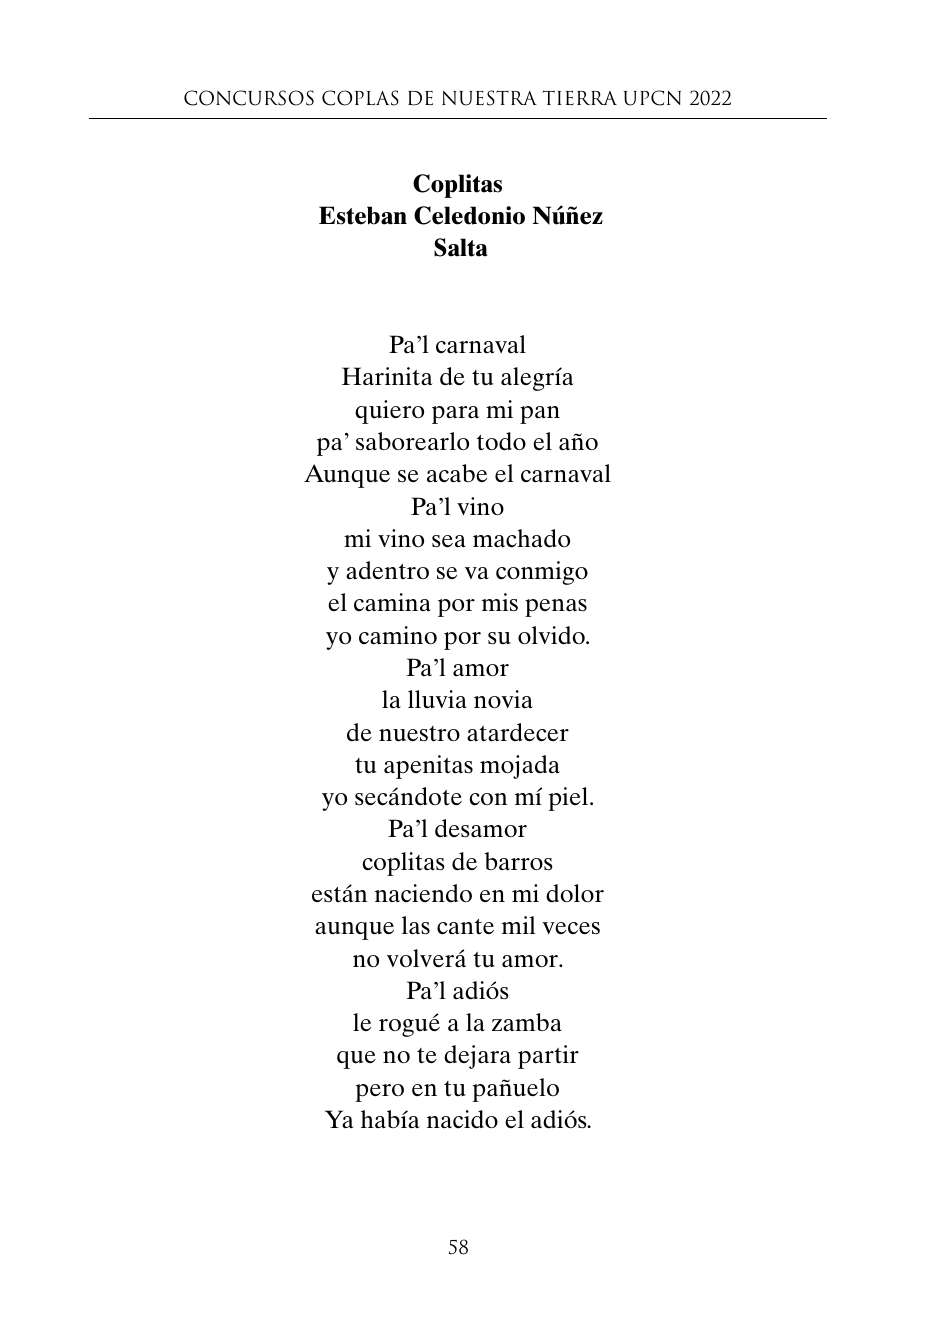 CONCURSOS COPLAS DE NUESTRA TIERRA UPCN 2022
Coplitas
Esteban Celedonio Núñez
Salta
Pa’l carnaval
Harinita de tu alegría
quiero para mi pan
pa’ saborearlo todo el año
Aunque se acabe el carnaval
Pa’l vino
mi vino sea machado
y adentro se va conmigo
el camina por mis penas
yo camino por su olvido.
Pa’l amor
la lluvia novia
de nuestro atardecer
tu apenitas mojada
yo secándote con mí piel.
Pa’l desamor
coplitas de barros
están naciendo en mi dolor
aunque las cante mil veces
no volverá tu amor.
Pa’l adiós
le rogué a la zamba
que no te dejara partir
pero en tu pañuelo
Ya había nacido el adiós.
58